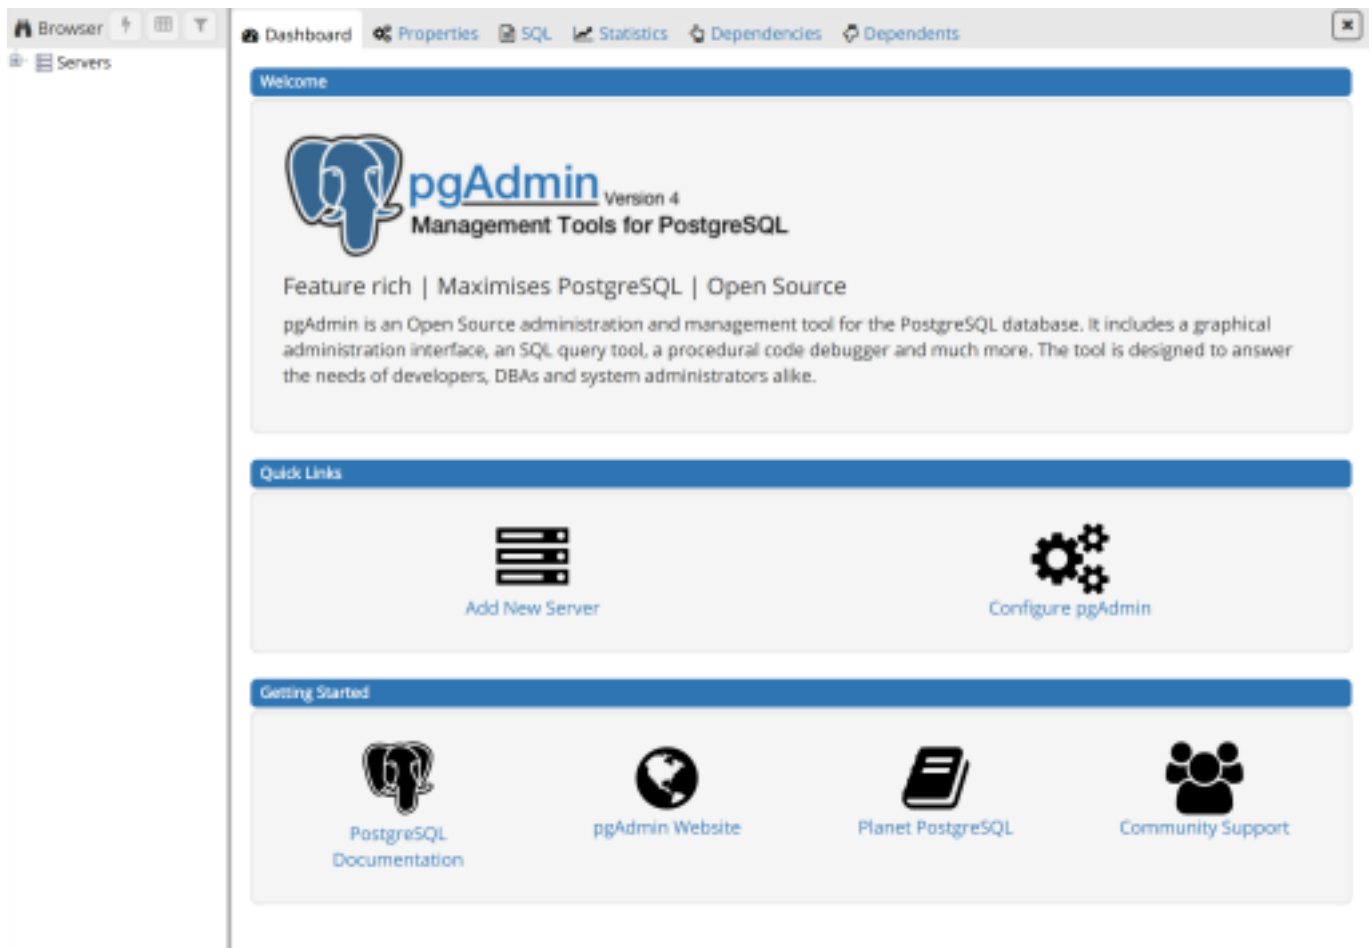 Browser
Dashboard Properties SQL Statistics Dependencies Dependents
Servers
Welcome
pgAdmin Version 4
Management Tools for PostgreSQL
Feature rich | Maximises PostgreSQL | Open Source
pgAdmin is an Open Source administration and management tool for the PostgreSQL database. It includes a graphical
administration interface, an SQL query tool, a procedural code debugger and much more. The tool is designed to answer
the needs of developers, DBAs and system administrators alike.
Quick Links
Add New Server
Configure pgAdmin
Getting Started
PostgreSQL
Documentation
pgAdmin Website
Planet PostgreSQL
Community Support